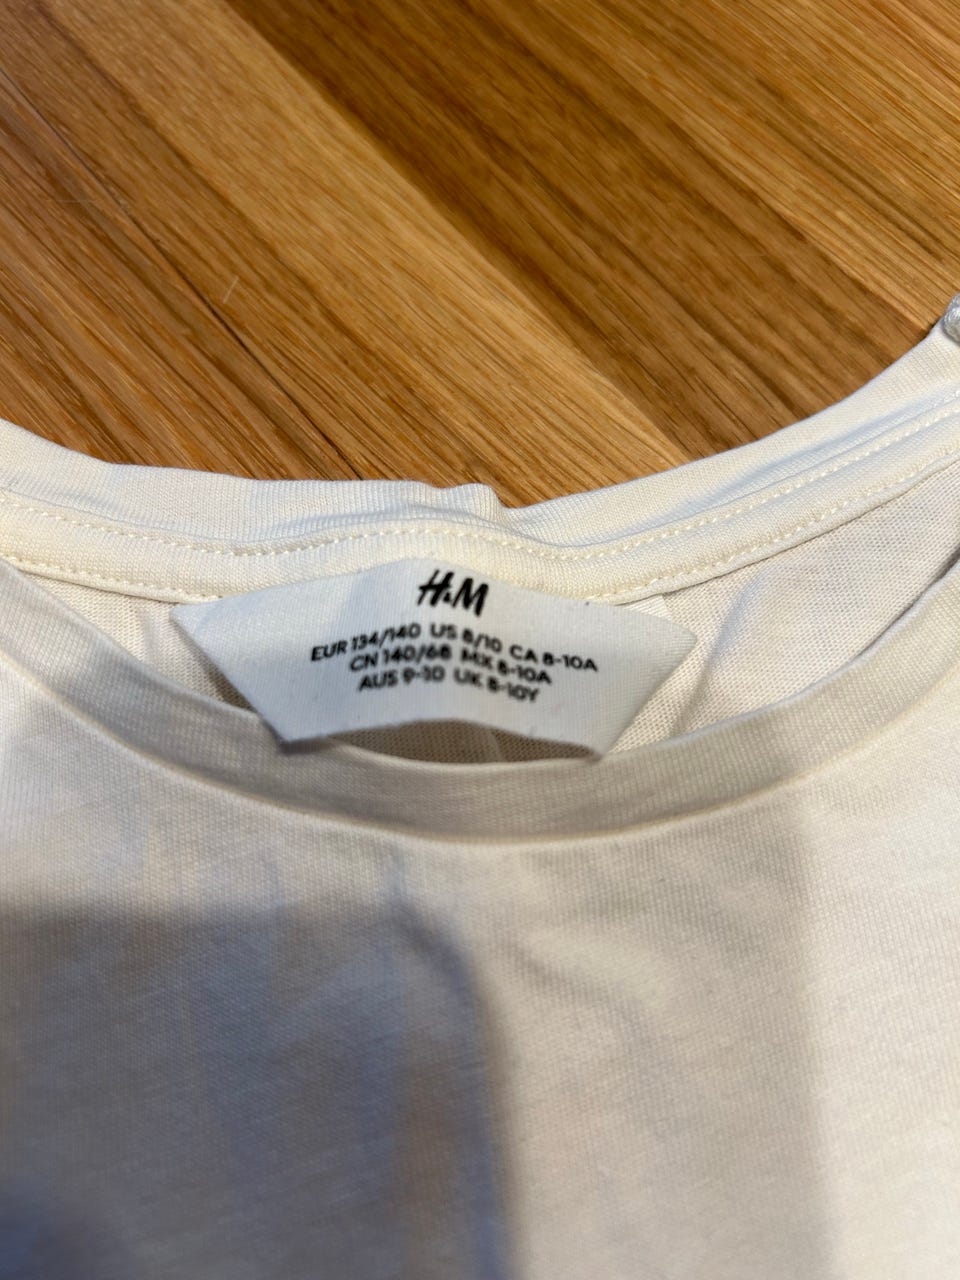 H&M
EUR 134/140 US 8/10 CA 8-10A
CN 140/68 MX 8-10A
AUS 9-10 UK 8-10Y